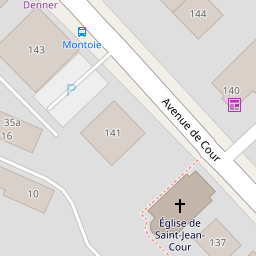 Denner
144
Montoie
143
P
140
Avenue de Cour
141
35a
16
10
Église de
Saint-Jean-
Cour
137